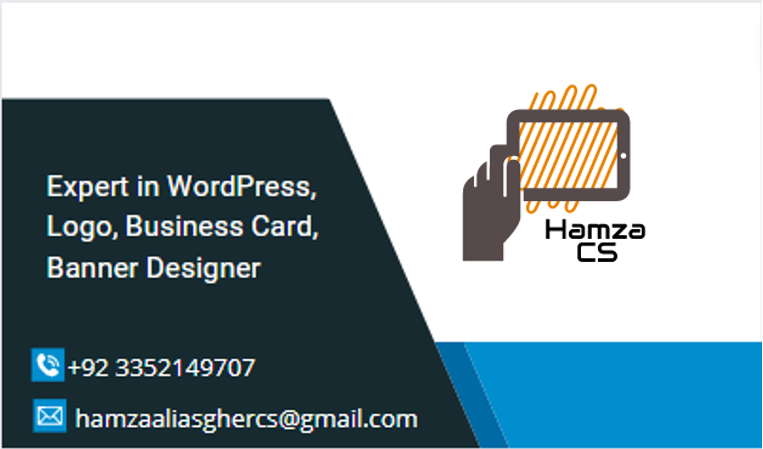 Expert in WordPress,
Logo, Business Card,
Banner Designer
+92 3352149707
hamzaaliasghercs@gmail.com
Hamza
CS